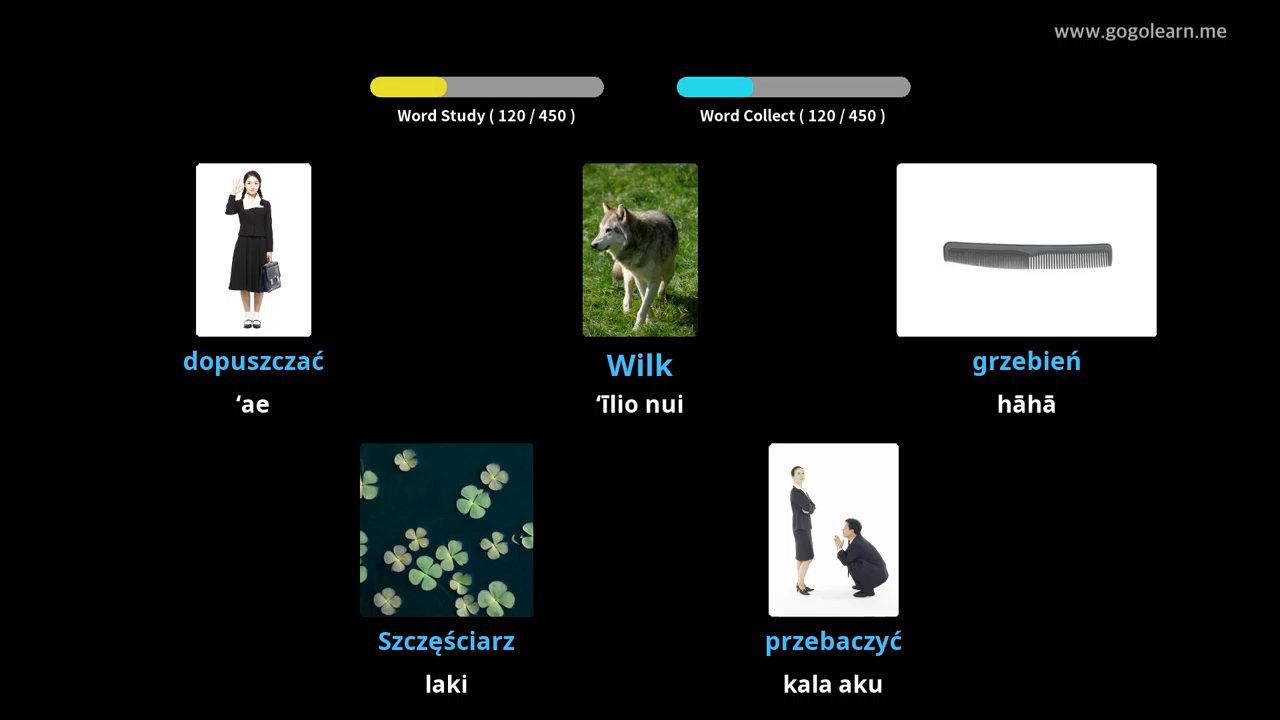 www.gogolearn.me
Word Study ( 120 / 450 )
Word Collect ( 120 / 450 )
dopuszczać
ʻae
Wilk
ʻīlio nui
grzebień
hāhā
Szczęściarz
laki
przebaczyć
kala aku